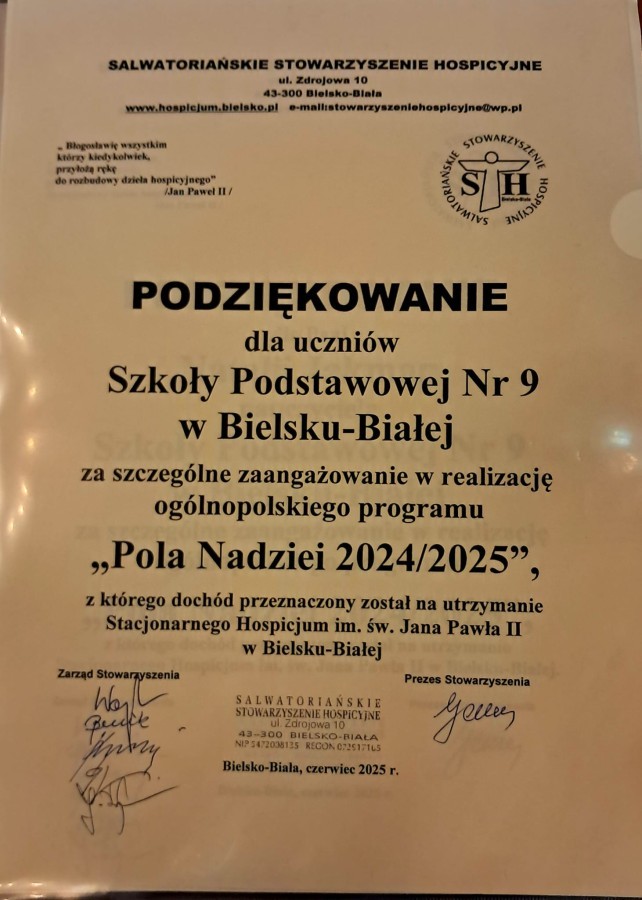 SALWATORIAŃSKIE STOWARZYSZENIE HOSPICYJNE
ul. Zdrojowa 10
43-300 Bielsko-Biała
www.hospicjum.bielsko.pl e-mail:stowarzyszeniehospicyjne@wp.pl
„ Błogosławię wszystkim
którzy kiedykolwiek,
przyłożą rękę
do rozbudowy dzieła hospicyjnego”
/Jan Paweł II /
SALWATORIAŃSKIE STOWARZYSZENIE HOSPICYJNE
S H
Bielsko-Biała
PODZIĘKOWANIE
dla uczniów
Szkoły Podstawowej Nr 9
w Bielsku-Białej
za szczególne zaangażowanie w realizację
ogólnopolskiego programu
„Pola Nadziei 2024/2025”,
z którego dochód przeznaczony został na utrzymanie
Stacjonarnego Hospicjum im. św. Jana Pawła II
w Bielsku-Białej
Zarząd Stowarzyszenia
Prezes Stowarzyszenia
SALWATORIAŃSKIE
STOWARZYSZENIE HOSPICYJNE
ul. Zdrojowa 10
43-300 BIELSKO-BIAŁA
NIP REGON
Bielsko-Biała, czerwiec 2025 r.